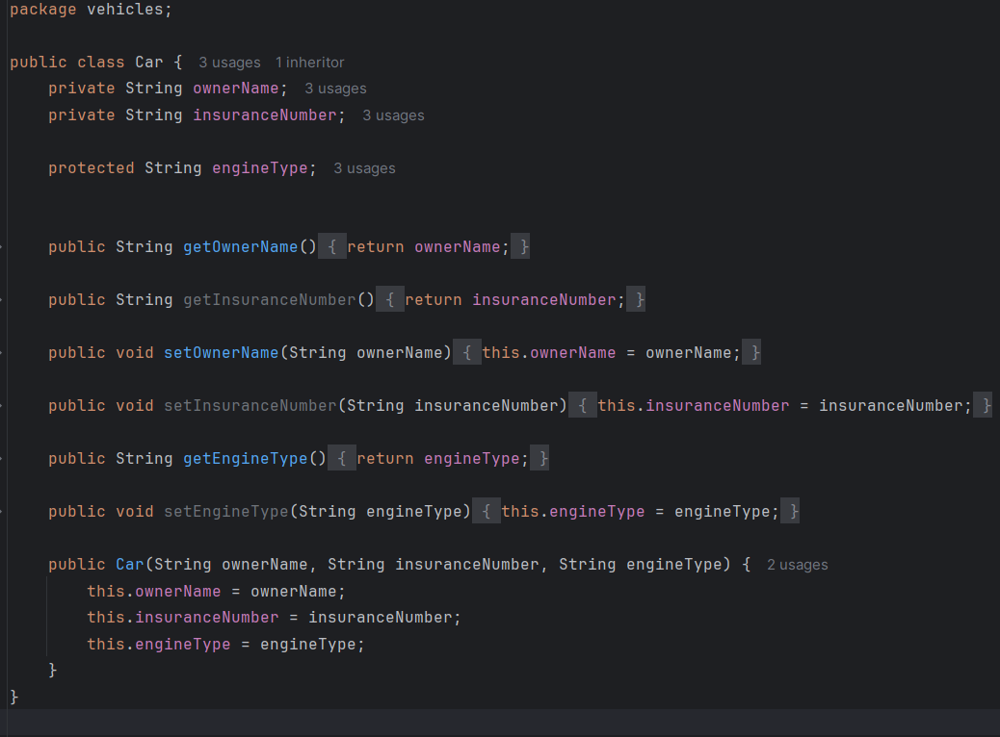 package vehicles;
public class Car { 3 usages 1 inheritor
private String ownerName; 3 usages
private String insuranceNumber; 3 usages
protected String engineType; 3 usages
public String getOwnerName() { return ownerName; }
public String getInsuranceNumber() { return insuranceNumber; }
public void setOwnerName(String ownerName) { this.ownerName = ownerName; }
public void setInsuranceNumber(String insuranceNumber) { this.insuranceNumber = insuranceNumber; }
public String getEngineType() { return engineType; }
public void setEngineType(String engineType) { this.engineType = engineType; }
public Car(String ownerName, String insuranceNumber, String engineType) { 2 usages
this.ownerName = ownerName;
this.insuranceNumber = insuranceNumber;
this.engineType = engineType;
}
}